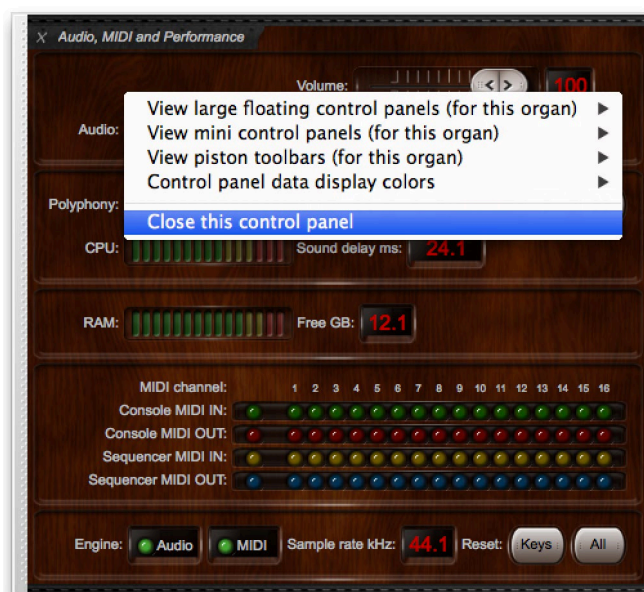 X Audio, MIDI and Performance
Volume: 100
View large floating control panels (for this organ)
Audio:
View mini control panels (for this organ)
View piston toolbars (for this organ)
Control panel data display colors
Polyphony:
Close this control panel
CPU: Sound delay ms: 24.1
RAM: Free GB: 12.1
MIDI channel: 1 2 3 4 5 6 7 8 9 10 11 12 13 14 15 16
Console MIDI IN:
Console MIDI OUT:
Sequencer MIDI IN:
Sequencer MIDI OUT:
Engine: Audio MIDI Sample rate kHz: 44.1 Reset: Keys All